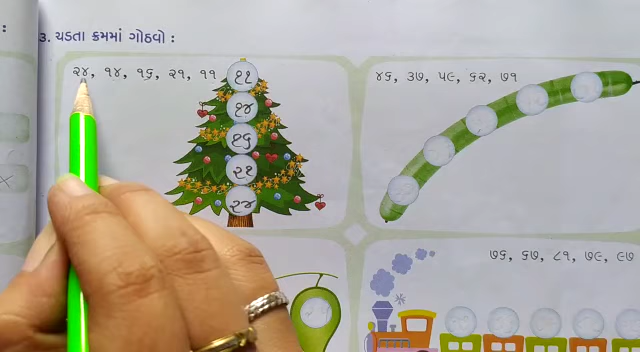 ૩. ચડતા ક્રમમાં ગોઠવો :
૨૪, ૧૪, ૧૬, ૨૧, ૧૧
૧૧
૧૪
૧૬
૨૧
૨૪
૪૬, ૩૭, ૫૯, ૬૨, ૭૧
૭૬, ૬૭, ૮૧, ૭૯, ૯૭